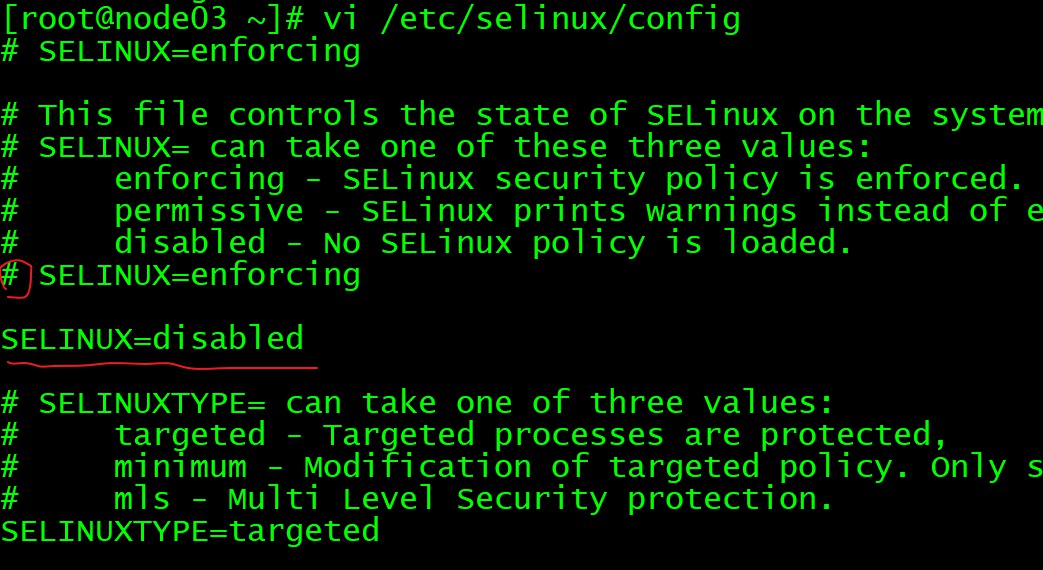 [root@node03 ~]# vi /etc/selinux/config
# SELINUX=enforcing
# This file controls the state of SELinux on the system
# SELINUX= can take one of these three values:
#     enforcing - SELinux security policy is enforced.
#     permissive - SELinux prints warnings instead of e
#     disabled - No SELinux policy is loaded.
# SELINUX=enforcing
SELINUX=disabled
# SELINUXTYPE= can take one of three values:
#     targeted - Targeted processes are protected,
#     minimum - Modification of targeted policy. Only s
#     mls - Multi Level Security protection.
SELINUXTYPE=targeted